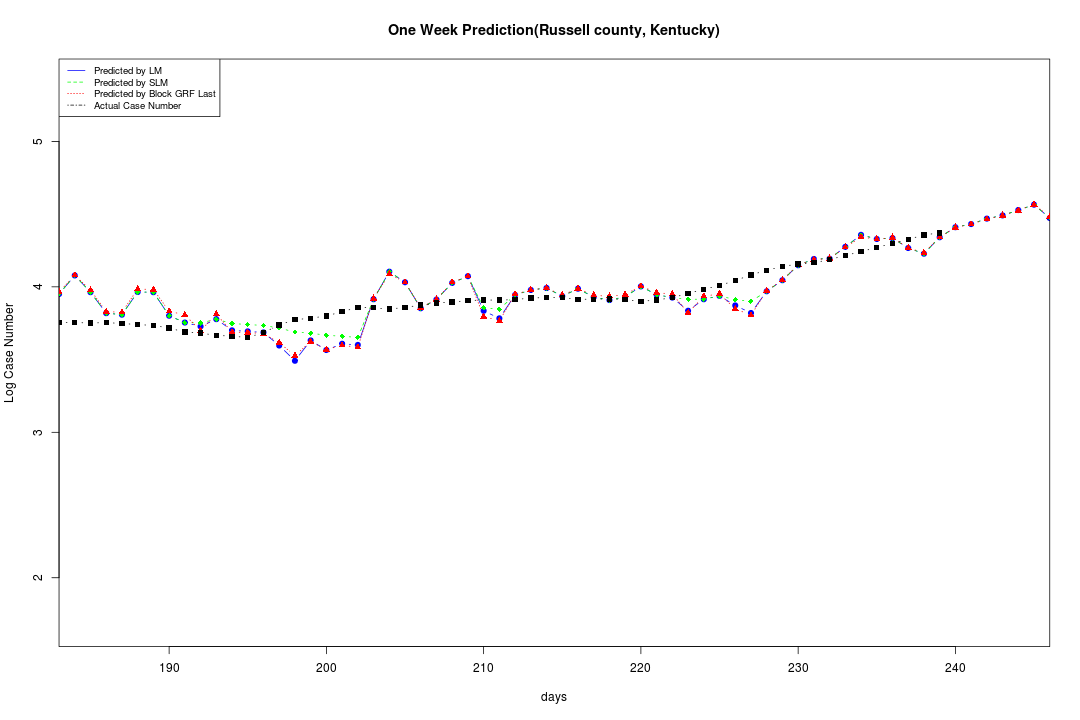 One Week Prediction(Russell county, Kentucky)
Predicted by LM
Predicted by SLM
Predicted by Block GRF Last
Actual Case Number
5
4
3
2
Log Case Number
190 200 210 220 230 240
days